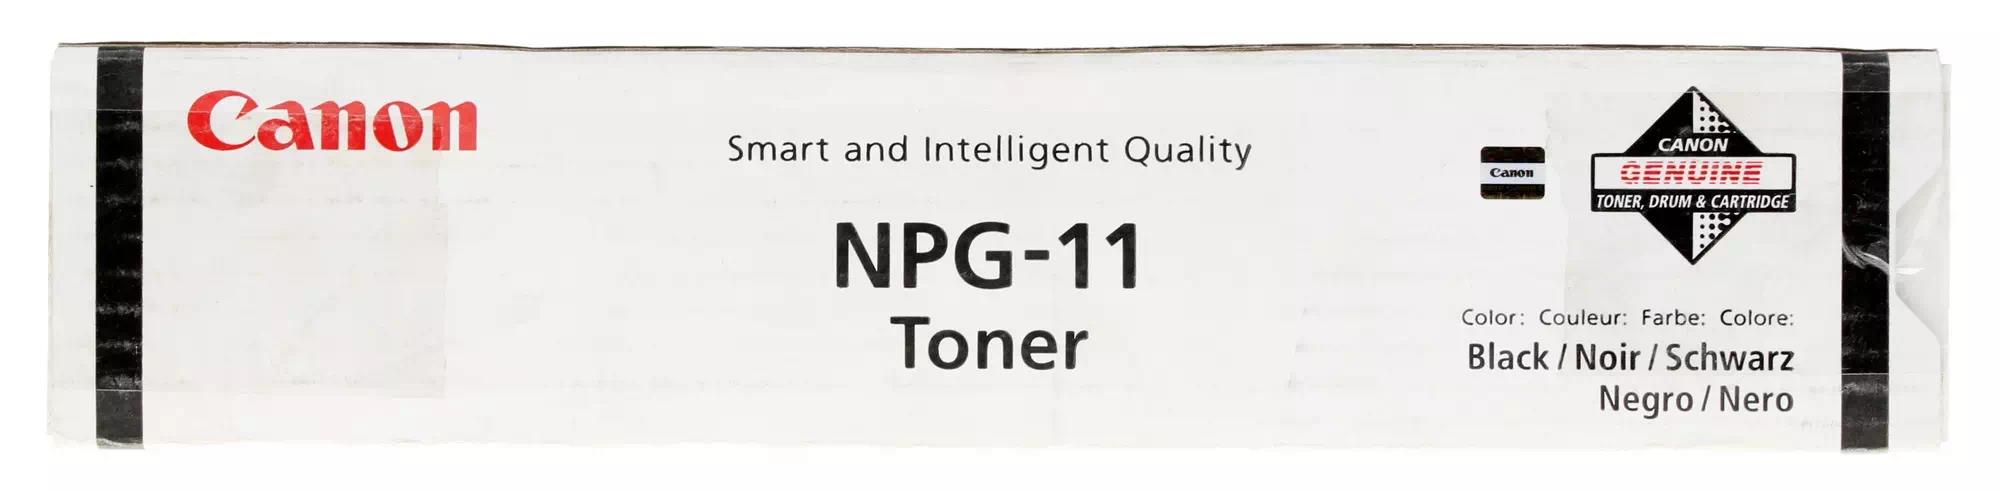 Canon
Smart and Intelligent Quality
NPG-11
Toner
Canon
CANON
GENUINE
TONER, DRUM & CARTRIDGE
Color: Couleur: Farbe: Colore:
Black / Noir / Schwarz
Negro / Nero